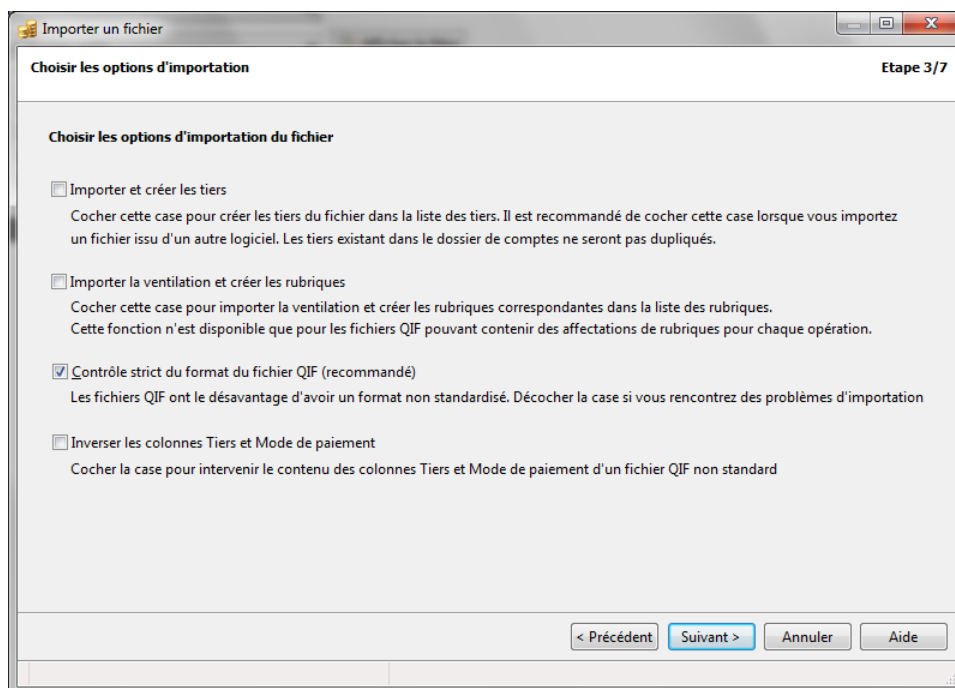 Importer un fichier
Choisir les options d'importation
Etape 3/7
Choisir les options d'importation du fichier
Importer et créer les tiers
Cocher cette case pour créer les tiers du fichier dans la liste des tiers. Il est recommandé de cocher cette case lorsque vous importez
un fichier issu d'un autre logiciel. Les tiers existant dans le dossier de comptes ne seront pas dupliqués.
Importer la ventilation et créer les rubriques
Cocher cette case pour importer la ventilation et créer les rubriques correspondantes dans la liste des rubriques.
Cette fonction n'est disponible que pour les fichiers QIF pouvant contenir des affectations de rubriques pour chaque opération.
Contrôle strict du format du fichier QIF (recommandé)
Les fichiers QIF ont le désavantage d'avoir un format non standardisé. Décocher la case si vous rencontrez des problèmes d'importation
Inverser les colonnes Tiers et Mode de paiement
Cocher la case pour intervenir le contenu des colonnes Tiers et Mode de paiement d'un fichier QIF non standard
< Précédent
Suivant >
Annuler
Aide